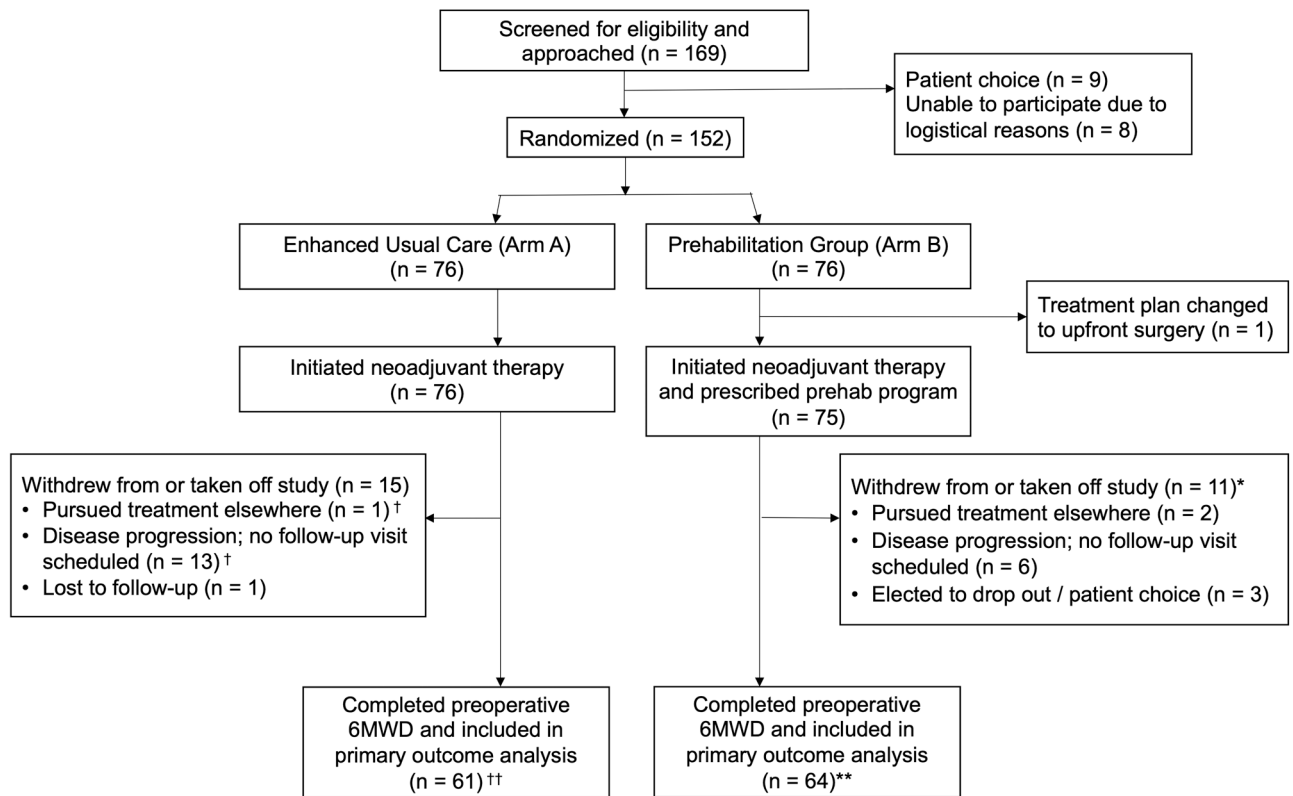 Screened for eligibility and
approached (n = 169)
Patient choice (n = 9)
Unable to participate due to
logistical reasons (n = 8)
Randomized (n = 152)
Enhanced Usual Care (Arm A)
(n = 76)
Prehabilitation Group (Arm B)
(n = 76)
Treatment plan changed
to upfront surgery (n = 1)
Initiated neoadjuvant therapy
(n = 76)
Initiated neoadjuvant therapy
and prescribed prehab program
(n = 75)
Withdrew from or taken off study (n = 15)
• Pursued treatment elsewhere (n = 1)†
• Disease progression; no follow-up visit
scheduled (n = 13)†
• Lost to follow-up (n = 1)
Withdrew from or taken off study (n = 11)*
• Pursued treatment elsewhere (n = 2)
• Disease progression; no follow-up visit
scheduled (n = 6)
• Elected to drop out / patient choice (n = 3)
Completed preoperative
6MWD and included in
primary outcome analysis
(n = 61)††
Completed preoperative
6MWD and included in
primary outcome analysis
(n = 64)**